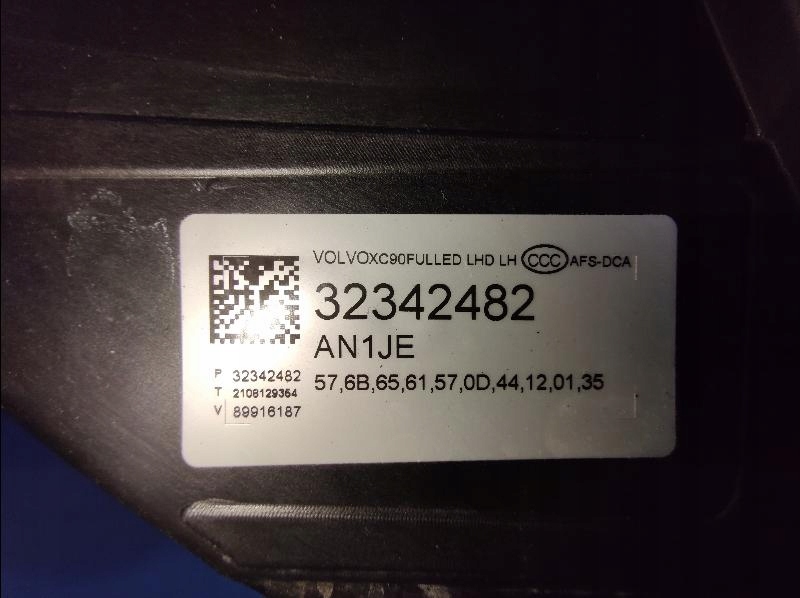 VOLVOXC90FULLED LHD LH CCC AFS-DCA
32342482
AN1JE
57,6B,65,61,57,0D,44,12,01,35
P 32342482
T 2108129364
V 89916187